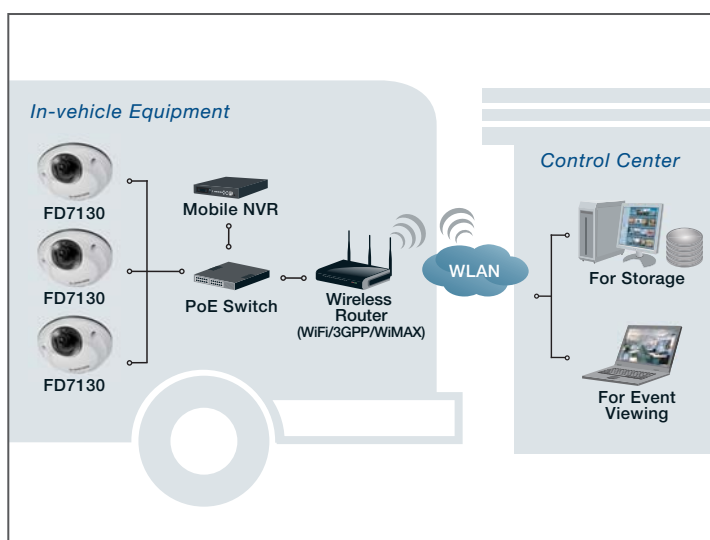 In-vehicle Equipment
FD7130
FD7130
FD7130
Mobile NVR
PoE Switch
Wireless
Router
(WiFi/3GPP/WiMAX)
WLAN
Control Center
For Storage
For Event
Viewing